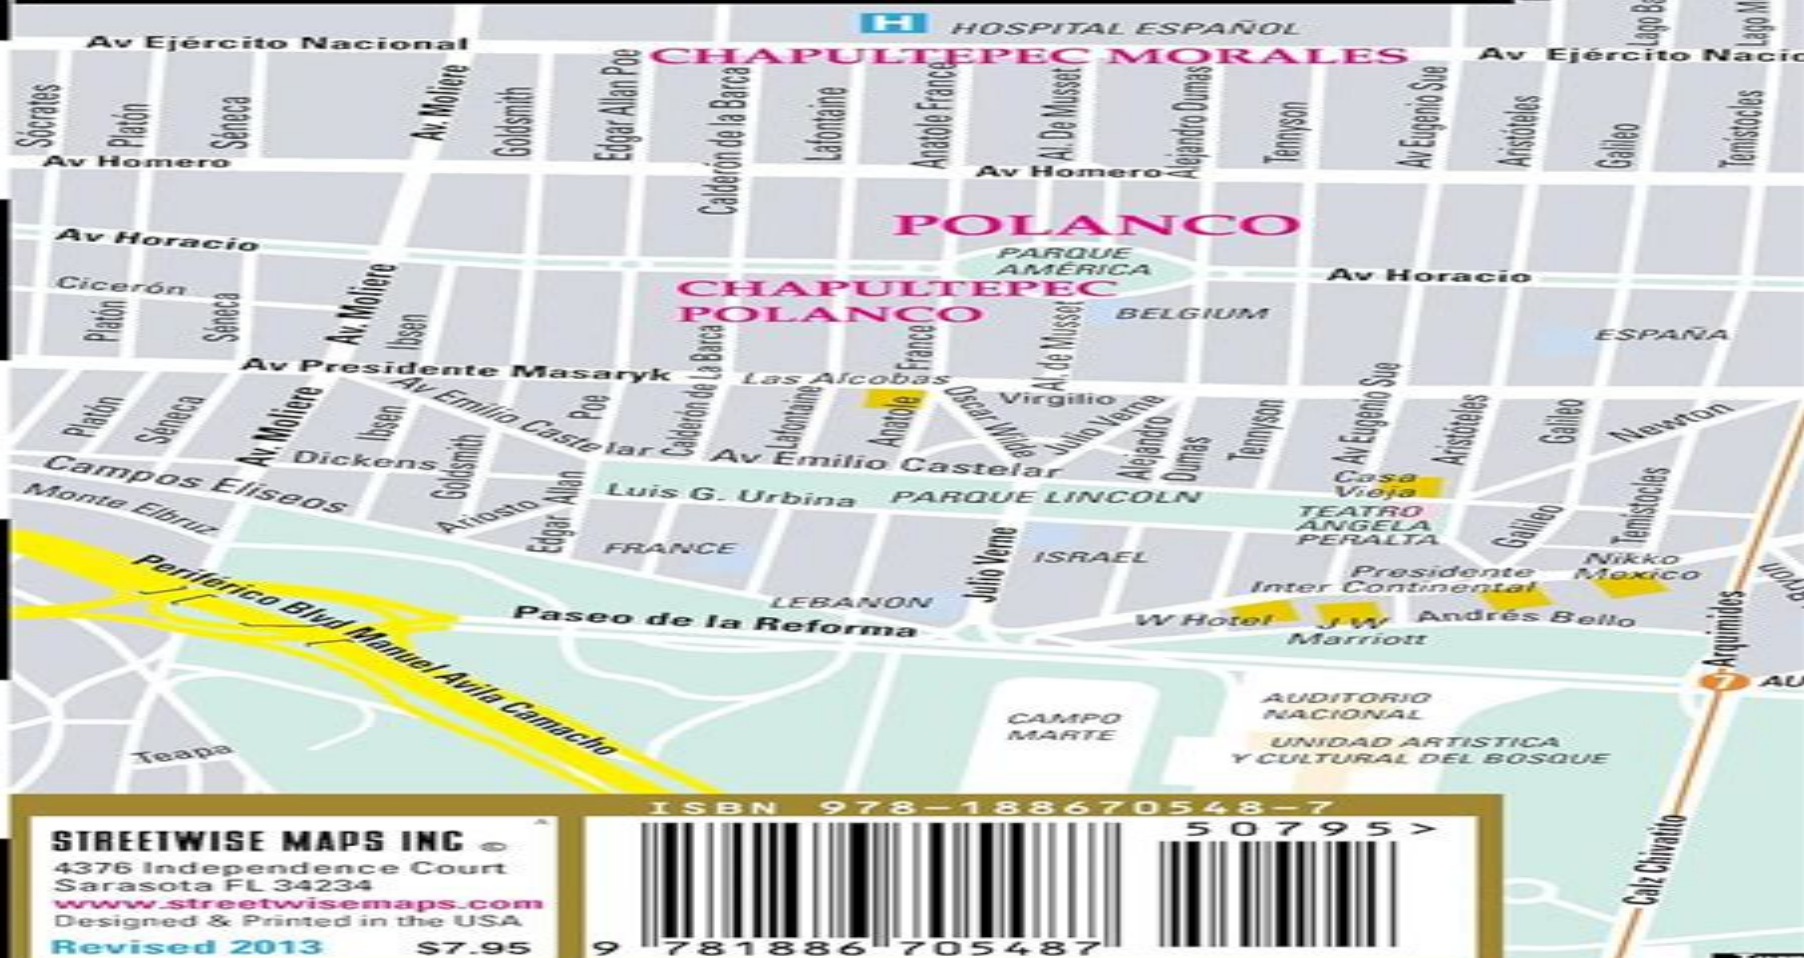 H HOSPITAL ESPAÑOL
Av Ejército Nacional
CHAPULTEPEC MORALES
Av Ejército Nacio
Lago Ba
Lago M
Sócrates
Platón
Séneca
Av. Moliere
Goldsmith
Edgar Allan Poe
Calderón de la Barca
Lafontaine
Anatole France
Al. De Musset
Alejandro Dumas
Tennyson
Av Eugenio Sue
Aristóteles
Galileo
Temístocles
Av Homero
Av Homero
POLANCO
Av Horacio
PARQUE
AMÉRICA
Av Horacio
Cicerón
CHAPULTEPEC
POLANCO
BELGIUM
ESPAÑA
Platón
Séneca
Av. Moliere
Ibsen
Calderón de La Barca
France
Al. de Musset
Av Eugenio Sue
Av Presidente Masaryk
Las Alcobas
Virgilio
Av Emilio Castelar
Poe
Lafontaine
Anatole
Oscar Wilde
Julio Verne
Alejandro
Dumas
Tennyson
Aristóteles
Galileo
Newton
Platón
Séneca
Av. Moliere
Ibsen
Dickens
Goldsmith
Av Emilio Castelar
Campos Eliseos
Monte Elbruz
Ariosto
Edgar Allan
Luis G. Urbina
PARQUE LINCOLN
Casa
Vieja
TEATRO
ANGELA
PERALTA
Galileo
Temístocles
FRANCE
Julio Verne
ISRAEL
Nikko
Mexico
Presidente
Inter Continental
LEBANON
Periférico Blvd Manuel Avila Camacho
Paseo de la Reforma
W Hotel
J W
Marriott
Andrés Bello
Arquímides
7
AU
CAMPO
MARTE
AUDITORIO
NACIONAL
UNIDAD ARTISTICA
Y CULTURAL DEL BOSQUE
Teapa
Calz Chivatito
STREETWISE MAPS INC ©
4376 Independence Court
Sarasota FL 34234
www.streetwisemaps.com
Designed & Printed in the USA
Revised 2013 $7.95
ISBN 978-188670548-7
50795>
9 781886 705487